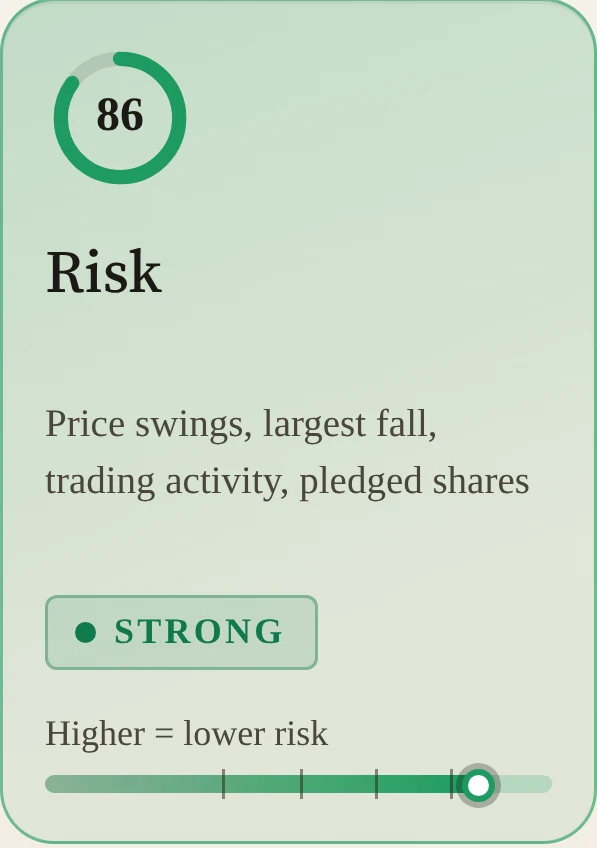 86
Risk
Price swings, largest fall,
trading activity, pledged shares
STRONG
Higher = lower risk